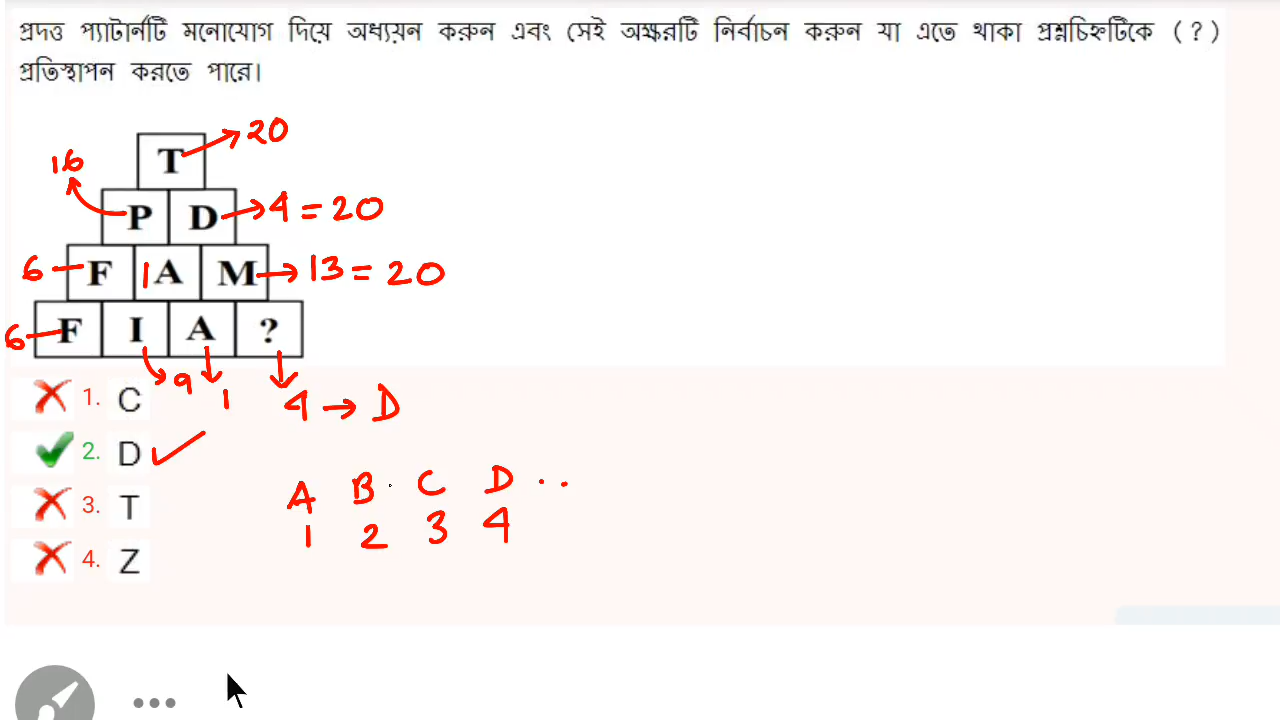 প্রদত্ত প্যাটার্নটি মনোযোগ দিয়ে অধ্যয়ন করুন এবং সেই অক্ষরটি নির্বাচন করুন যা এতে থাকা প্রশ্নচিহ্নটিকে (?)
প্রতিস্থাপন করতে পারে।
T → 20
16 P D → 4 = 20
6 F 1 A M → 13 = 20
6 F I A ?
9 1 4 → D
1. C
2. D
A B C D ..
1 2 3 4
3. T
4. Z